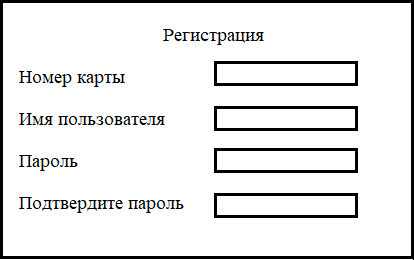 Регистрация
Номер карты
Имя пользователя
Пароль
Подтвердите пароль